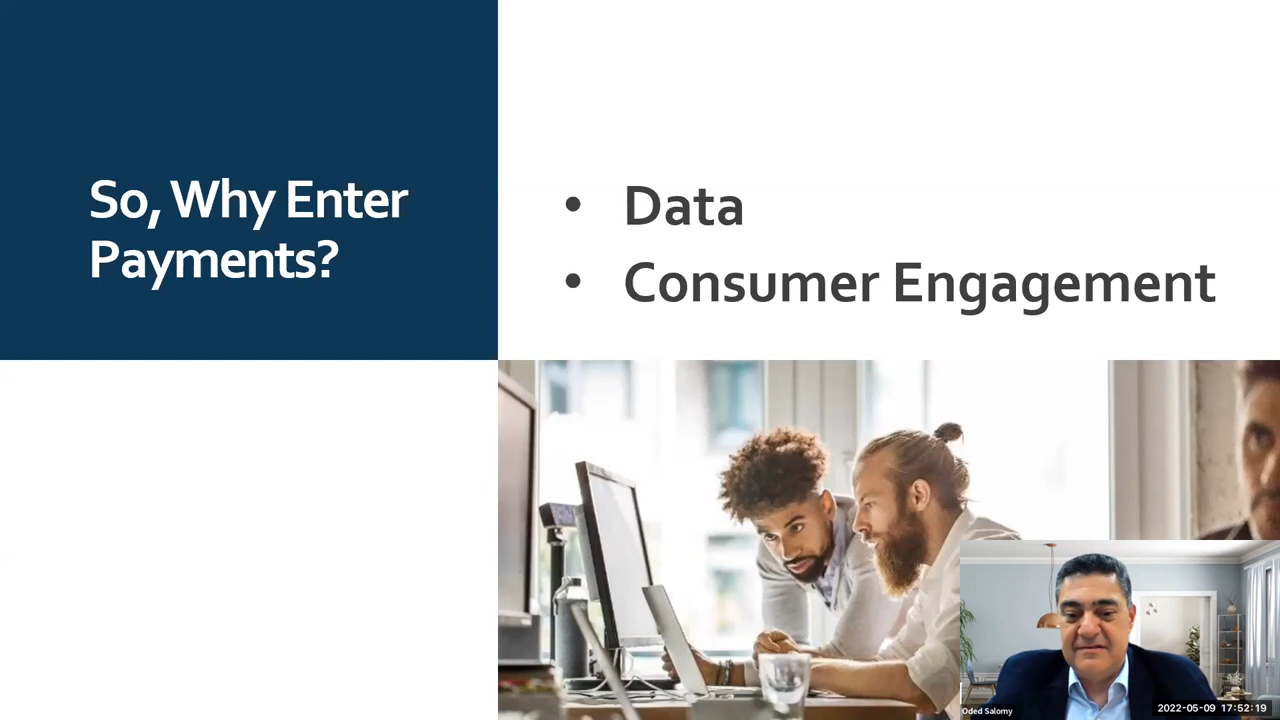 So, Why Enter
Payments?
• Data
• Consumer Engagement
Oded Salomy
2022-05-09 17:52:19